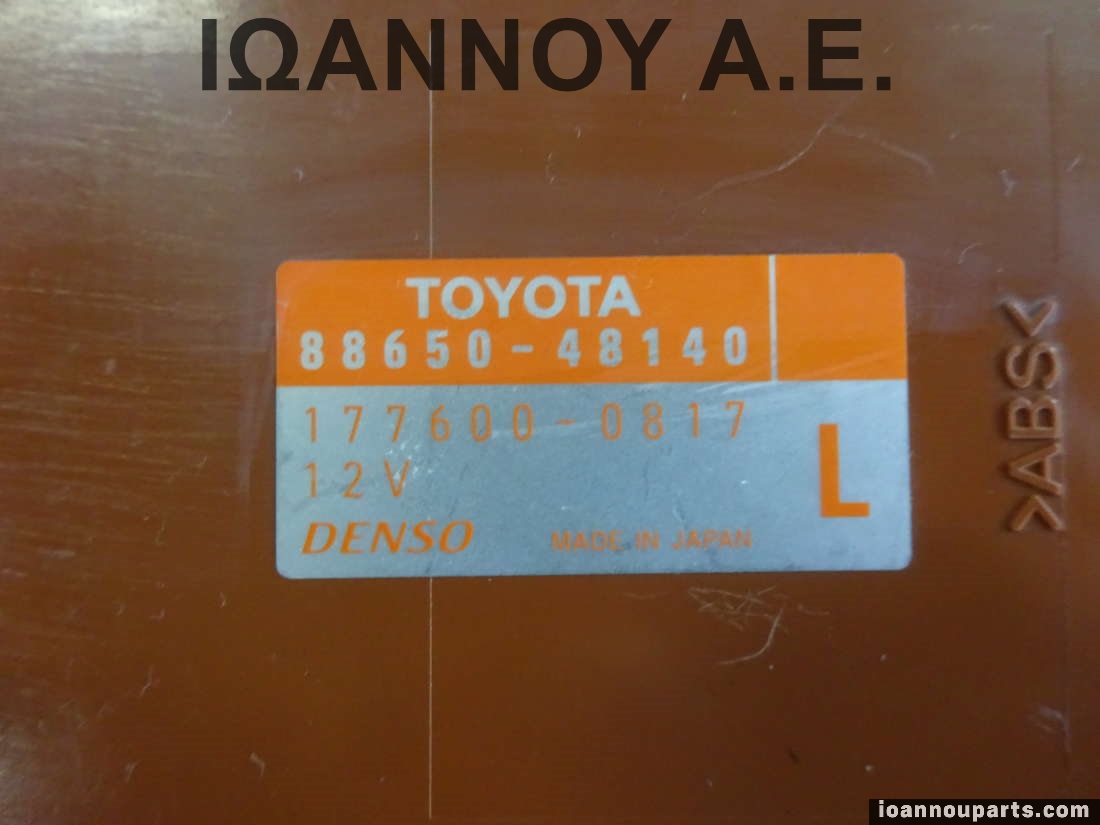 ΙΩΑΝΝΟΥ Α.Ε.
TOYOTA
88650-48140
177600-0817
12V
L
DENSO MADE IN JAPAN
>ABS<
ioannouparts.com